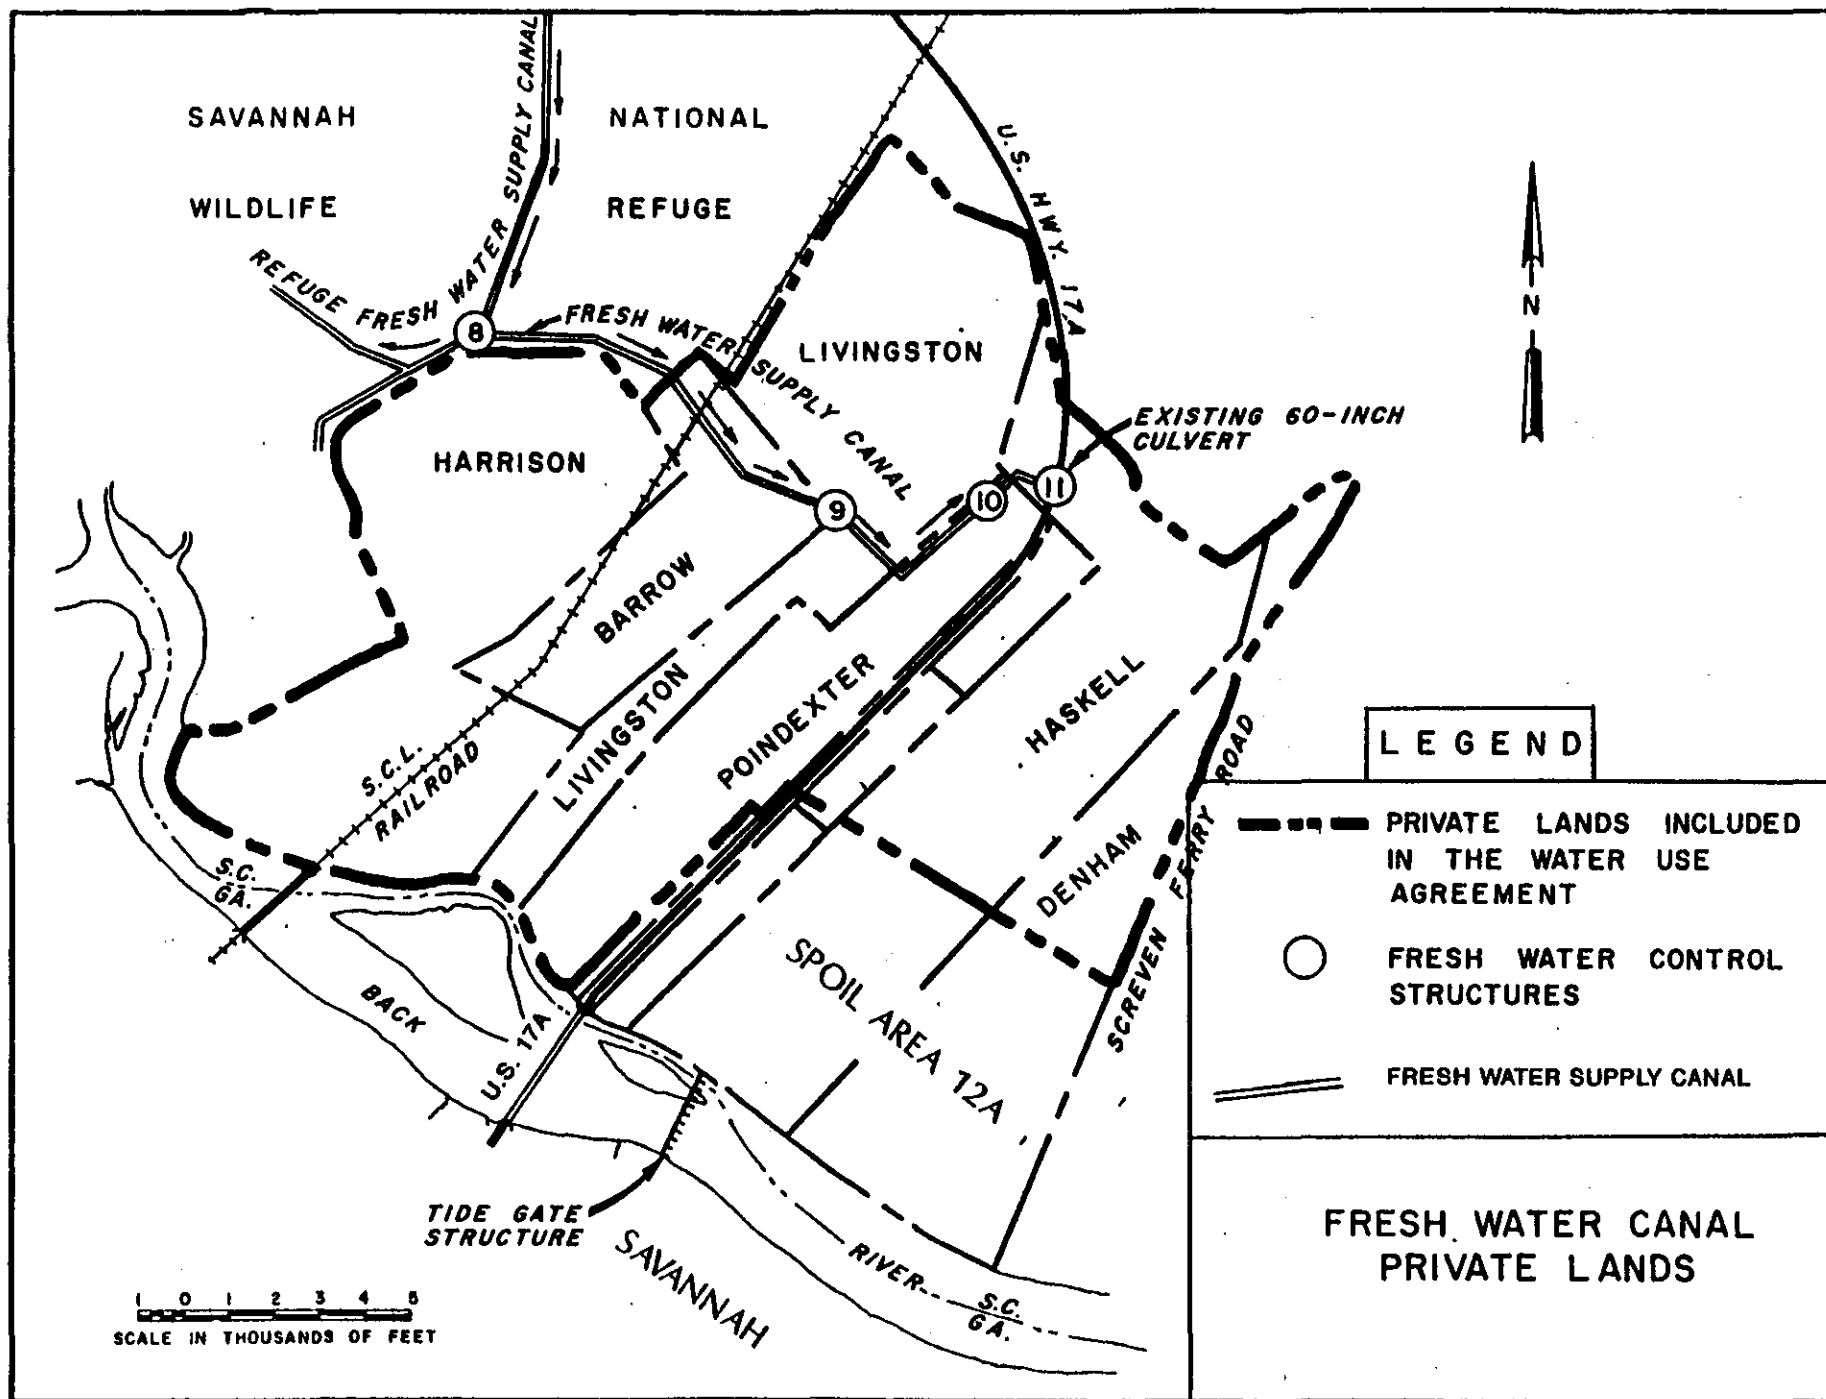 SAVANNAH
NATIONAL
WILDLIFE
REFUGE
SUPPLY CANAL
REFUGE FRESH WATER SUPPLY CANAL
FRESH WATER SUPPLY CANAL
U.S. HWY. 17A
N
8
9
10
11
LIVINGSTON
EXISTING 60-INCH
CULVERT
HARRISON
BARROW
LIVINGSTON
POINDEXTER
HASKELL
DENHAM
S.C.L.
RAILROAD
SCREVEN FERRY ROAD
SPOIL AREA 12A
S.C.
GA.
BACK
U.S. 17A
TIDE GATE
STRUCTURE
SAVANNAH
RIVER
S.C.
GA.
1 0 1 2 3 4 5
SCALE IN THOUSANDS OF FEET
LEGEND
PRIVATE LANDS INCLUDED
IN THE WATER USE
AGREEMENT
FRESH WATER CONTROL
STRUCTURES
FRESH WATER SUPPLY CANAL
FRESH WATER CANAL
PRIVATE LANDS